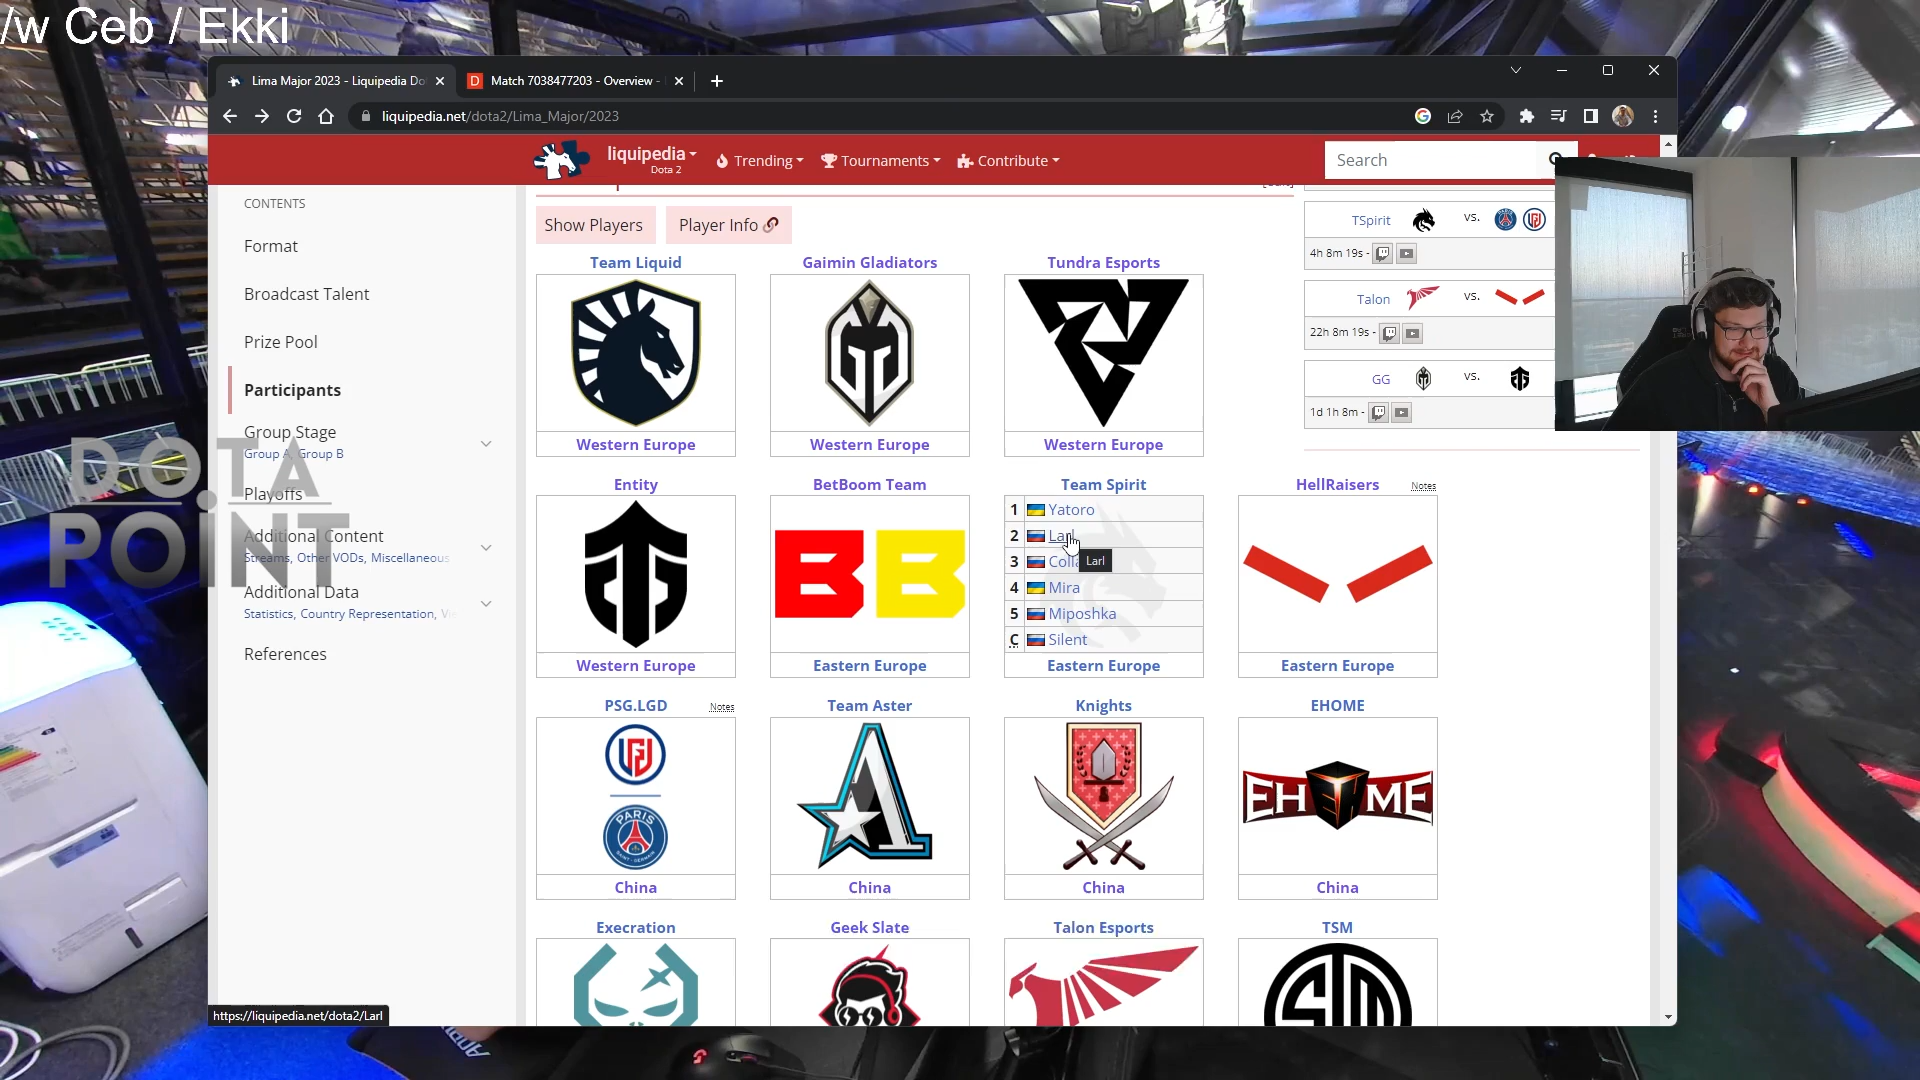 /w Ceb / Ekki
Lima Major 2023 - Liquipedia Do
Match 7038477203 - Overview -
liquipedia.net/dota2/Lima_Major/2023
liquipedia
Dota 2
Trending
Tournaments
Contribute
Search
CONTENTS
Format
Broadcast Talent
Prize Pool
Participants
Group Stage
Group A, Group B
Playoffs
Additional Content
Streams, Other VODs, Miscellaneous
Additional Data
Statistics, Country Representation, Vi
References
DOTA
POINT
Show Players
Player Info
TSpirit vs.
4h 8m 19s -
Talon vs.
22h 8m 19s -
GG vs.
1d 1h 8m -
Team Liquid
Western Europe
Gaimin Gladiators
Western Europe
Tundra Esports
Western Europe
Entity
Western Europe
BetBoom Team
BB
Eastern Europe
Team Spirit
1 Yatoro
2 Larl
3 Colla
Larl
4 Mira
5 Miposhka
C Silent
Eastern Europe
HellRaisers
Notes
Eastern Europe
PSG.LGD
Notes
PARIS
China
Team Aster
A
China
Knights
China
EHOME
EHOME
China
Execration
Geek Slate
Talon Esports
TSM
TSM
https://liquipedia.net/dota2/Larl